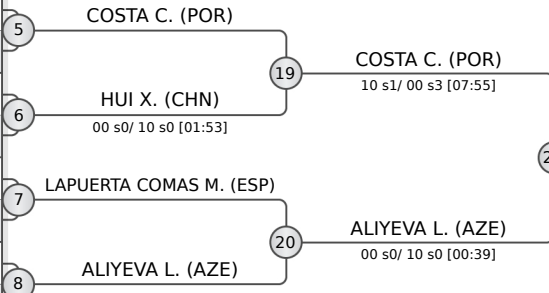 COSTA C. (POR)
5
19
COSTA C. (POR)
10 s1/ 00 s3 [07:55]
HUI X. (CHN)
6
00 s0/ 10 s0 [01:53]
2
LAPUERTA COMAS M. (ESP)
7
20
ALIYEVA L. (AZE)
00 s0/ 10 s0 [00:39]
ALIYEVA L. (AZE)
8